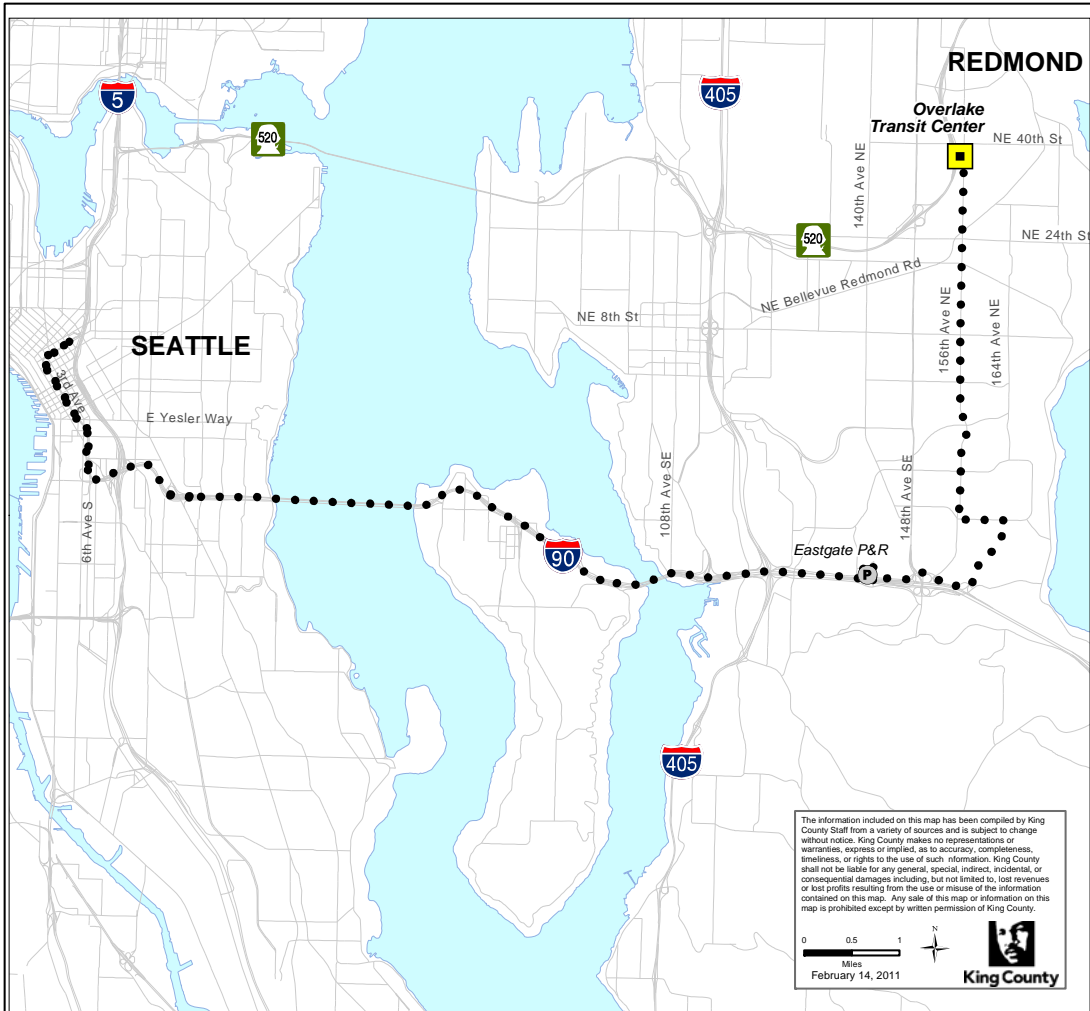 REDMOND
5
405
Overlake
Transit Center
520
NE 40th St
140th Ave NE
520
NE 24th St
NE Bellevue Redmond Rd
NE 8th St
SEATTLE
156th Ave NE
164th Ave NE
3rd Ave
E Yesler Way
108th Ave SE
148th Ave SE
6th Ave S
90
Eastgate P&R
P
405
The information included on this map has been compiled by King
County Staff from a variety of sources and is subject to change
without notice. King County makes no representations or
warranties, express or implied, as to accuracy, completeness,
timeliness, or rights to the use of such nformation. King County
shall not be liable for any general, special, indirect, incidental, or
consequential damages including, but not limited to, lost revenues
or lost profits resulting from the use or misuse of the information
contained on this map. Any sale of this map or information on this
map is prohibited except by written permission of King County.
0 0.5 1
Miles
N
February 14, 2011
King County